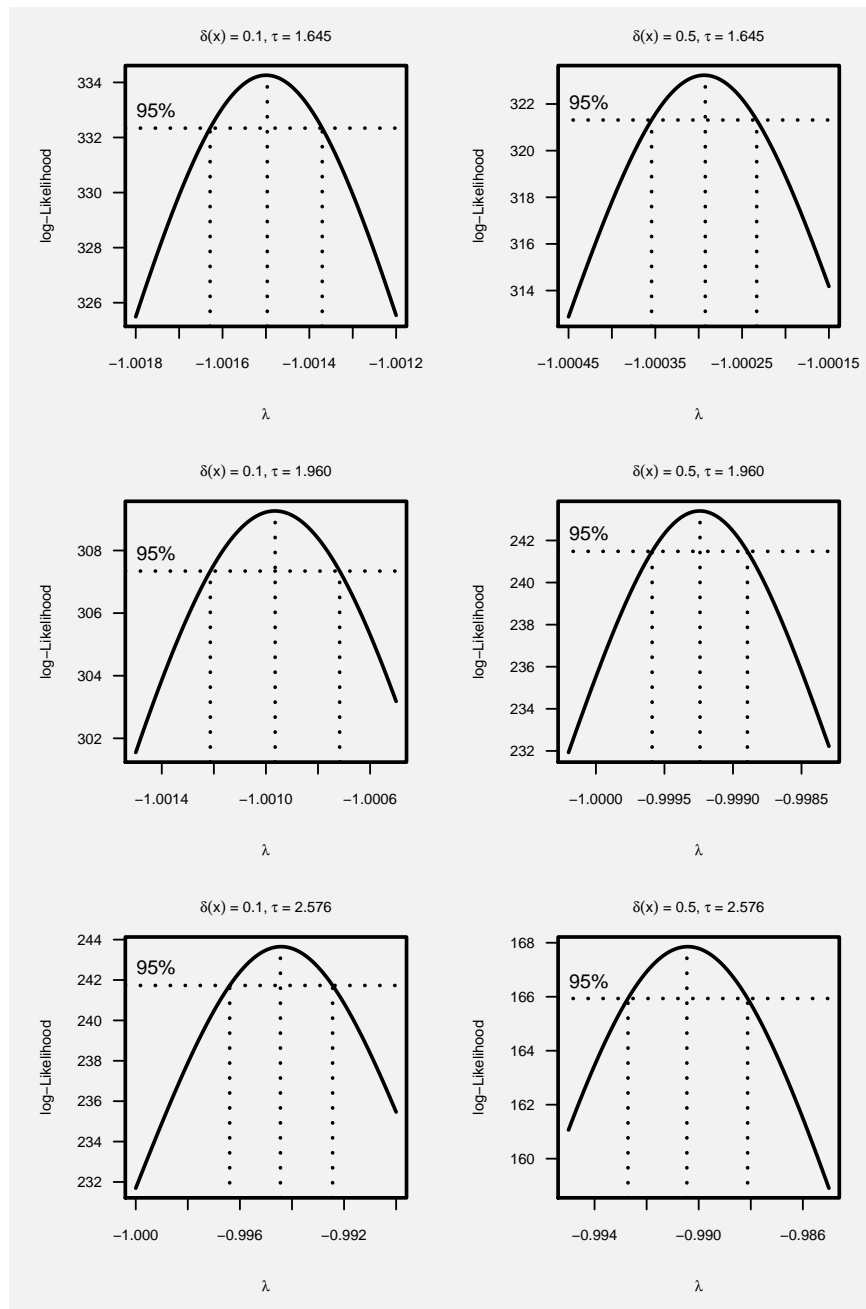 δ(x) = 0.1, τ = 1.645
log−Likelihood
334
332
330
328
326
95%
−1.0018 −1.0016 −1.0014 −1.0012
λ
δ(x) = 0.5, τ = 1.645
log−Likelihood
322
320
318
316
314
95%
−1.00045 −1.00035 −1.00025 −1.00015
λ
δ(x) = 0.1, τ = 1.960
log−Likelihood
308
306
304
302
95%
−1.0014 −1.0010 −1.0006
λ
δ(x) = 0.5, τ = 1.960
log−Likelihood
242
240
238
236
234
232
95%
−1.0000 −0.9995 −0.9990 −0.9985
λ
δ(x) = 0.1, τ = 2.576
log−Likelihood
244
242
240
238
236
234
232
95%
−1.000 −0.996 −0.992
λ
δ(x) = 0.5, τ = 2.576
log−Likelihood
168
166
164
162
160
95%
−0.994 −0.990 −0.986
λ